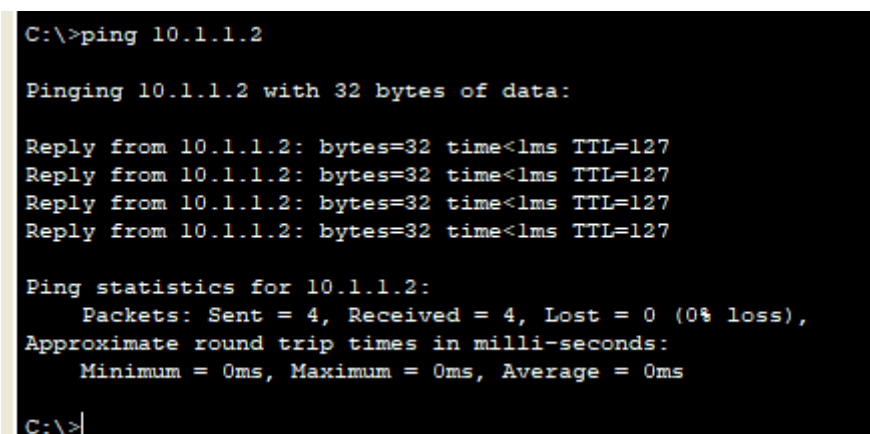 C:\>ping 10.1.1.2
Pinging 10.1.1.2 with 32 bytes of data:
Reply from 10.1.1.2: bytes=32 time<1ms TTL=127
Reply from 10.1.1.2: bytes=32 time<1ms TTL=127
Reply from 10.1.1.2: bytes=32 time<1ms TTL=127
Reply from 10.1.1.2: bytes=32 time<1ms TTL=127
Ping statistics for 10.1.1.2:
    Packets: Sent = 4, Received = 4, Lost = 0 (0% loss),
Approximate round trip times in milli-seconds:
    Minimum = 0ms, Maximum = 0ms, Average = 0ms
C:\>